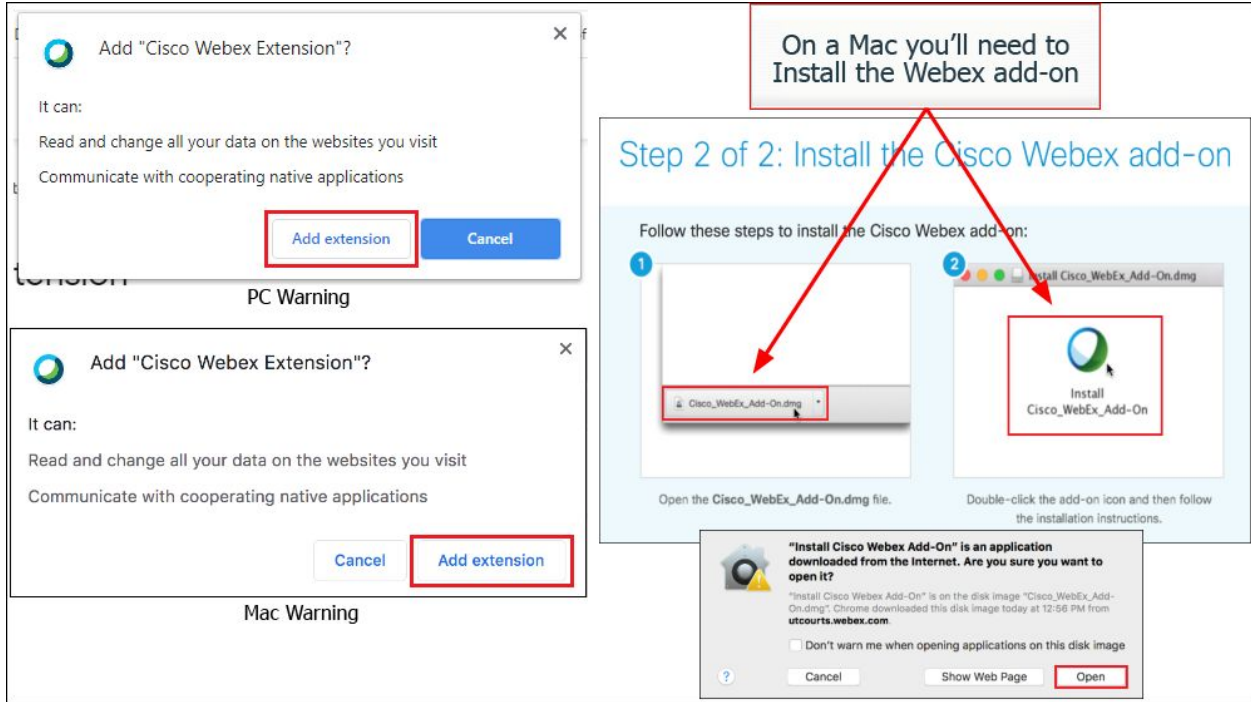 Add "Cisco Webex Extension"?
It can:
Read and change all your data on the websites you visit
Communicate with cooperating native applications
Add extension
Cancel
PC Warning
Add "Cisco Webex Extension"?
It can:
Read and change all your data on the websites you visit
Communicate with cooperating native applications
Cancel
Add extension
Mac Warning
On a Mac you'll need to
Install the Webex add-on
Step 2 of 2: Install the Cisco Webex add-on
Follow these steps to install the Cisco Webex add-on:
1
Cisco_WebEx_Add-On.dmg
Open the Cisco_WebEx_Add-On.dmg file.
2
Install Cisco_WebEx_Add-On.dmg
Install
Cisco_WebEx_Add-On
Double-click the add-on icon and then follow
the installation instructions.
"Install Cisco Webex Add-On" is an application
downloaded from the Internet. Are you sure you want to
open it?
"Install Cisco Webex Add-On" is on the disk image "Cisco_WebEx_Add-
On.dmg". Chrome downloaded this disk image today at 12:56 PM from
utcourts.webex.com.
Don't warn me when opening applications on this disk image
?
Cancel
Show Web Page
Open